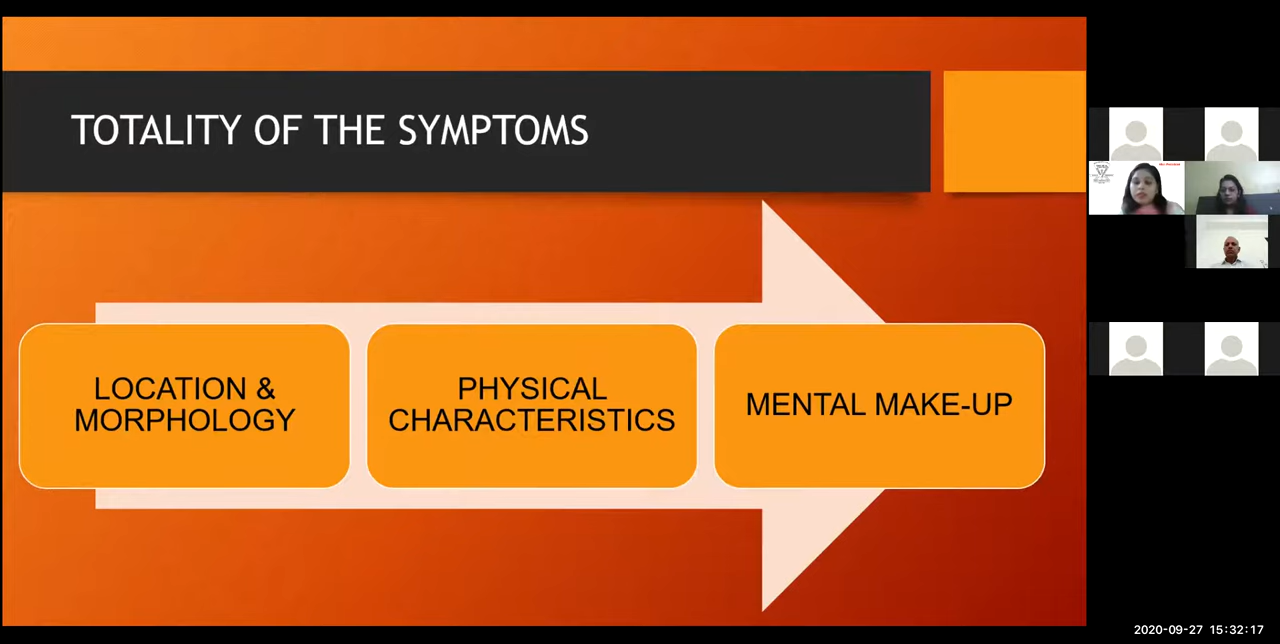 TOTALITY OF THE SYMPTOMS
LOCATION &
MORPHOLOGY
PHYSICAL
CHARACTERISTICS
MENTAL MAKE-UP
2020-09-27 15:32:17